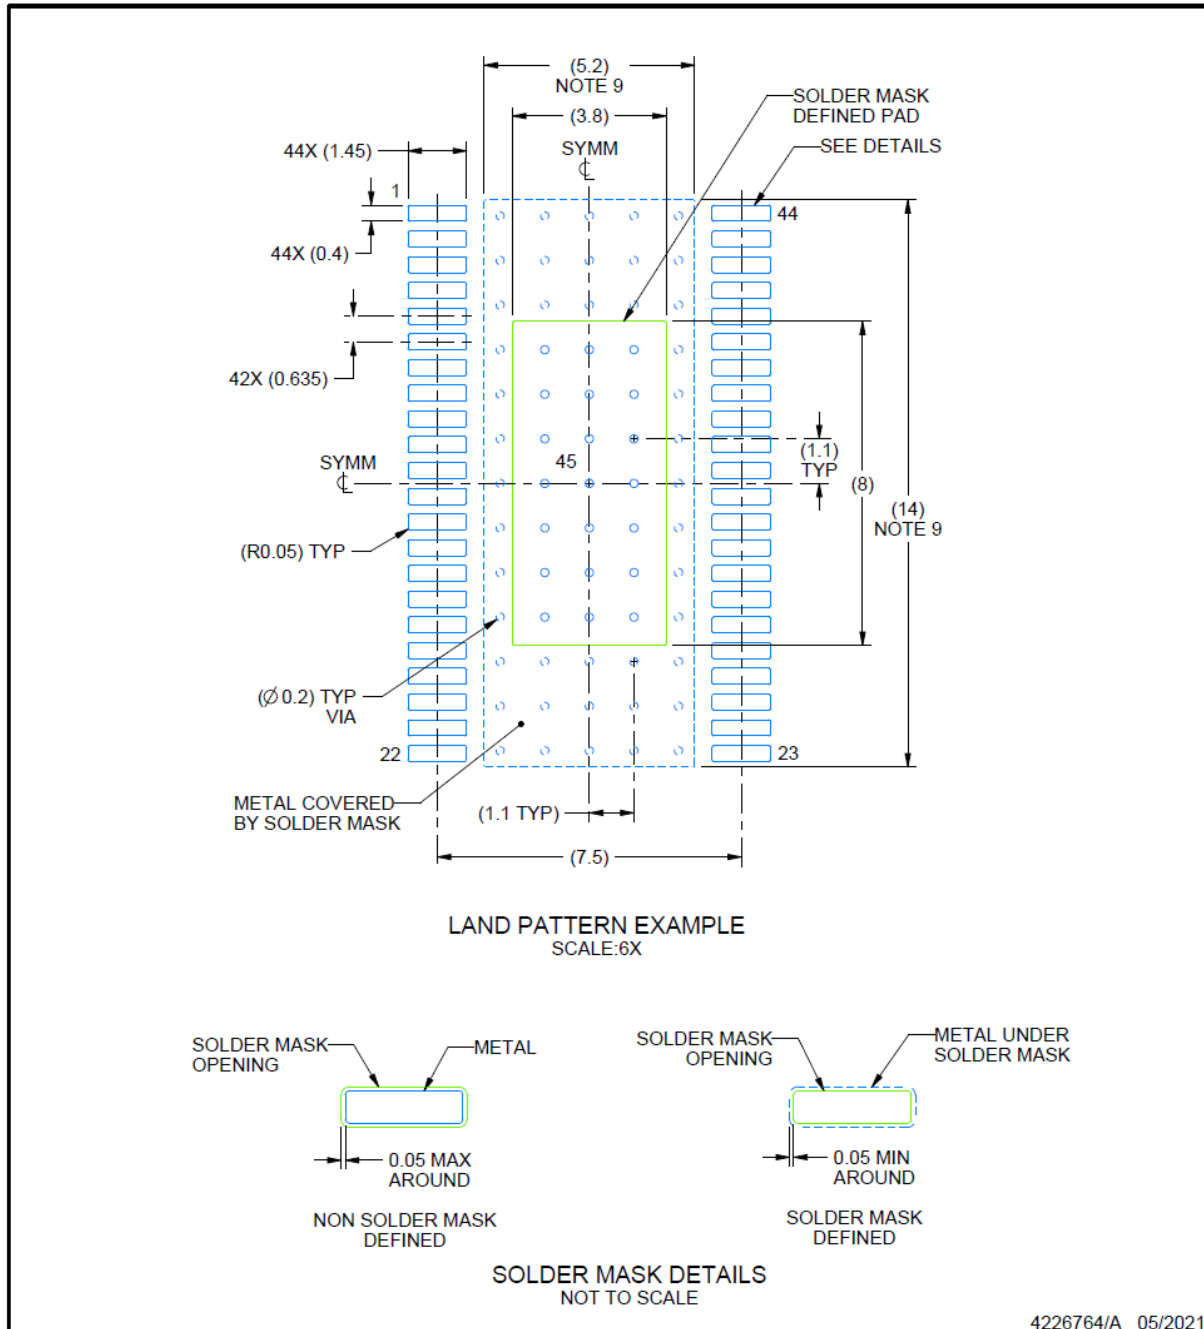 (5.2)
NOTE 9
(3.8)
SYMM
℄
SOLDER MASK
DEFINED PAD
SEE DETAILS
44X (1.45)
1
44
44X (0.4)
42X (0.635)
SYMM
℄
45
(1.1)
TYP
(8)
(14)
NOTE 9
(R0.05) TYP
(Ø 0.2) TYP
VIA
22
23
METAL COVERED
BY SOLDER MASK
(1.1 TYP)
(7.5)
LAND PATTERN EXAMPLE
SCALE:6X
SOLDER MASK
OPENING
METAL
0.05 MAX
AROUND
NON SOLDER MASK
DEFINED
SOLDER MASK
OPENING
METAL UNDER
SOLDER MASK
0.05 MIN
AROUND
SOLDER MASK
DEFINED
SOLDER MASK DETAILS
NOT TO SCALE
4226764/A 05/2021